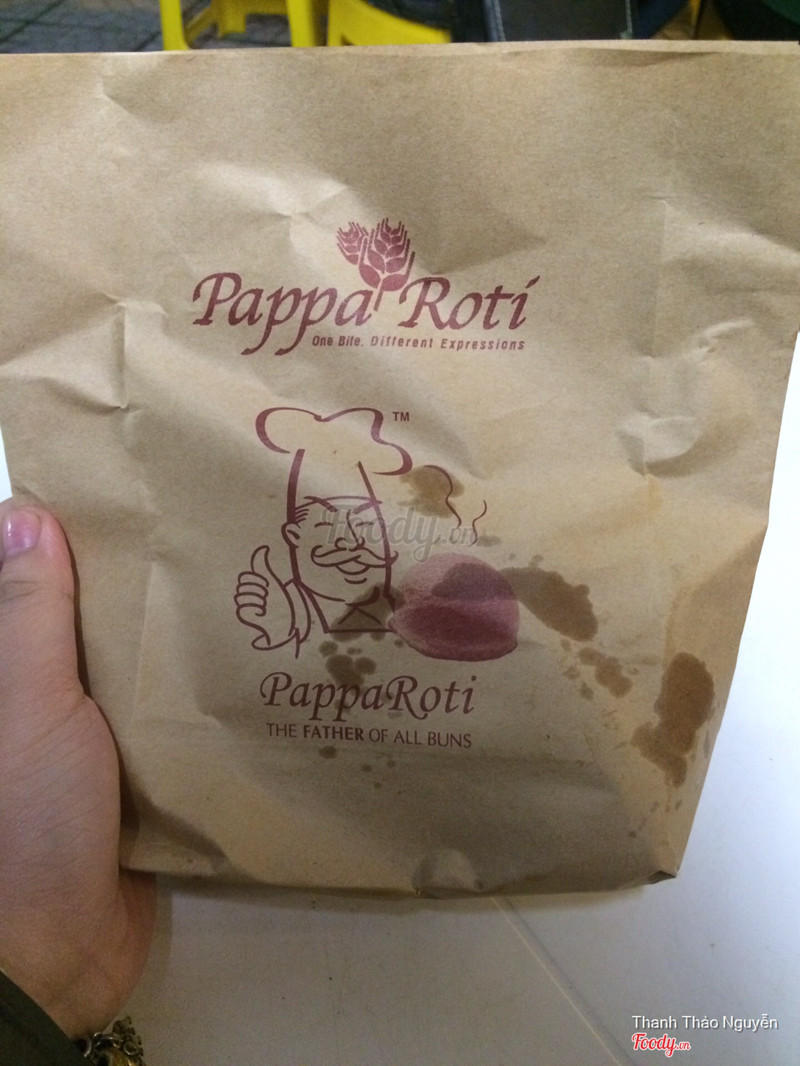 Pappa Roti
One Bite. Different Expressions
TM
Foody.vn
PappaRoti
THE FATHER OF ALL BUNS
Thanh Thảo Nguyễn
Foody.vn